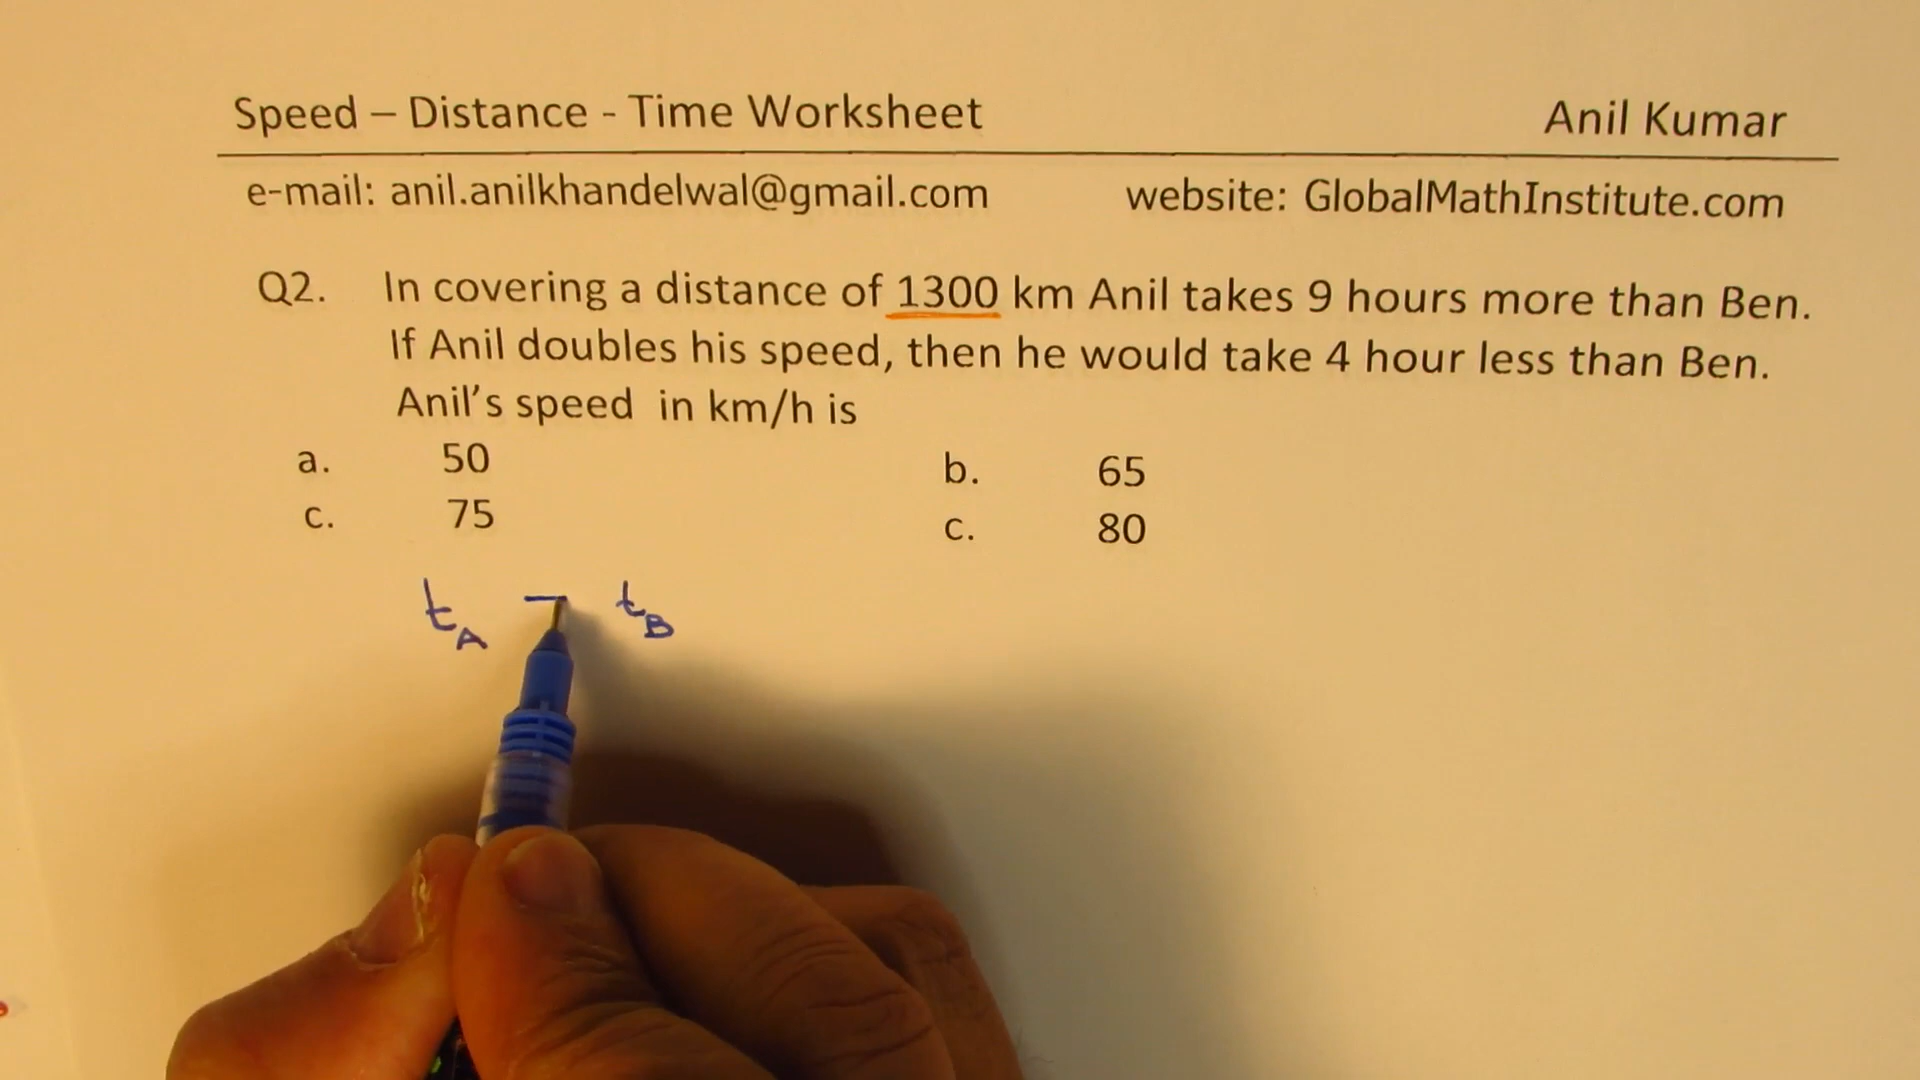 Speed – Distance - Time Worksheet Anil Kumar
e-mail: anil.anilkhandelwal@gmail.com website: GlobalMathInstitute.com
Q2. In covering a distance of 1300 km Anil takes 9 hours more than Ben.
If Anil doubles his speed, then he would take 4 hour less than Ben.
Anil's speed in km/h is
a. 50 b. 65
c. 75 c. 80
t_A – t_B